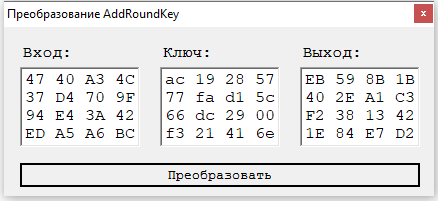 Преобразование AddRoundKey
Вход: Ключ: Выход:
47 40 A3 4C ac 19 28 57 EB 59 8B 1B
37 D4 70 9F 77 fa d1 5c 40 2E A1 C3
94 E4 3A 42 66 dc 29 00 F2 38 13 42
ED A5 A6 BC f3 21 41 6e 1E 84 E7 D2
Преобразовать